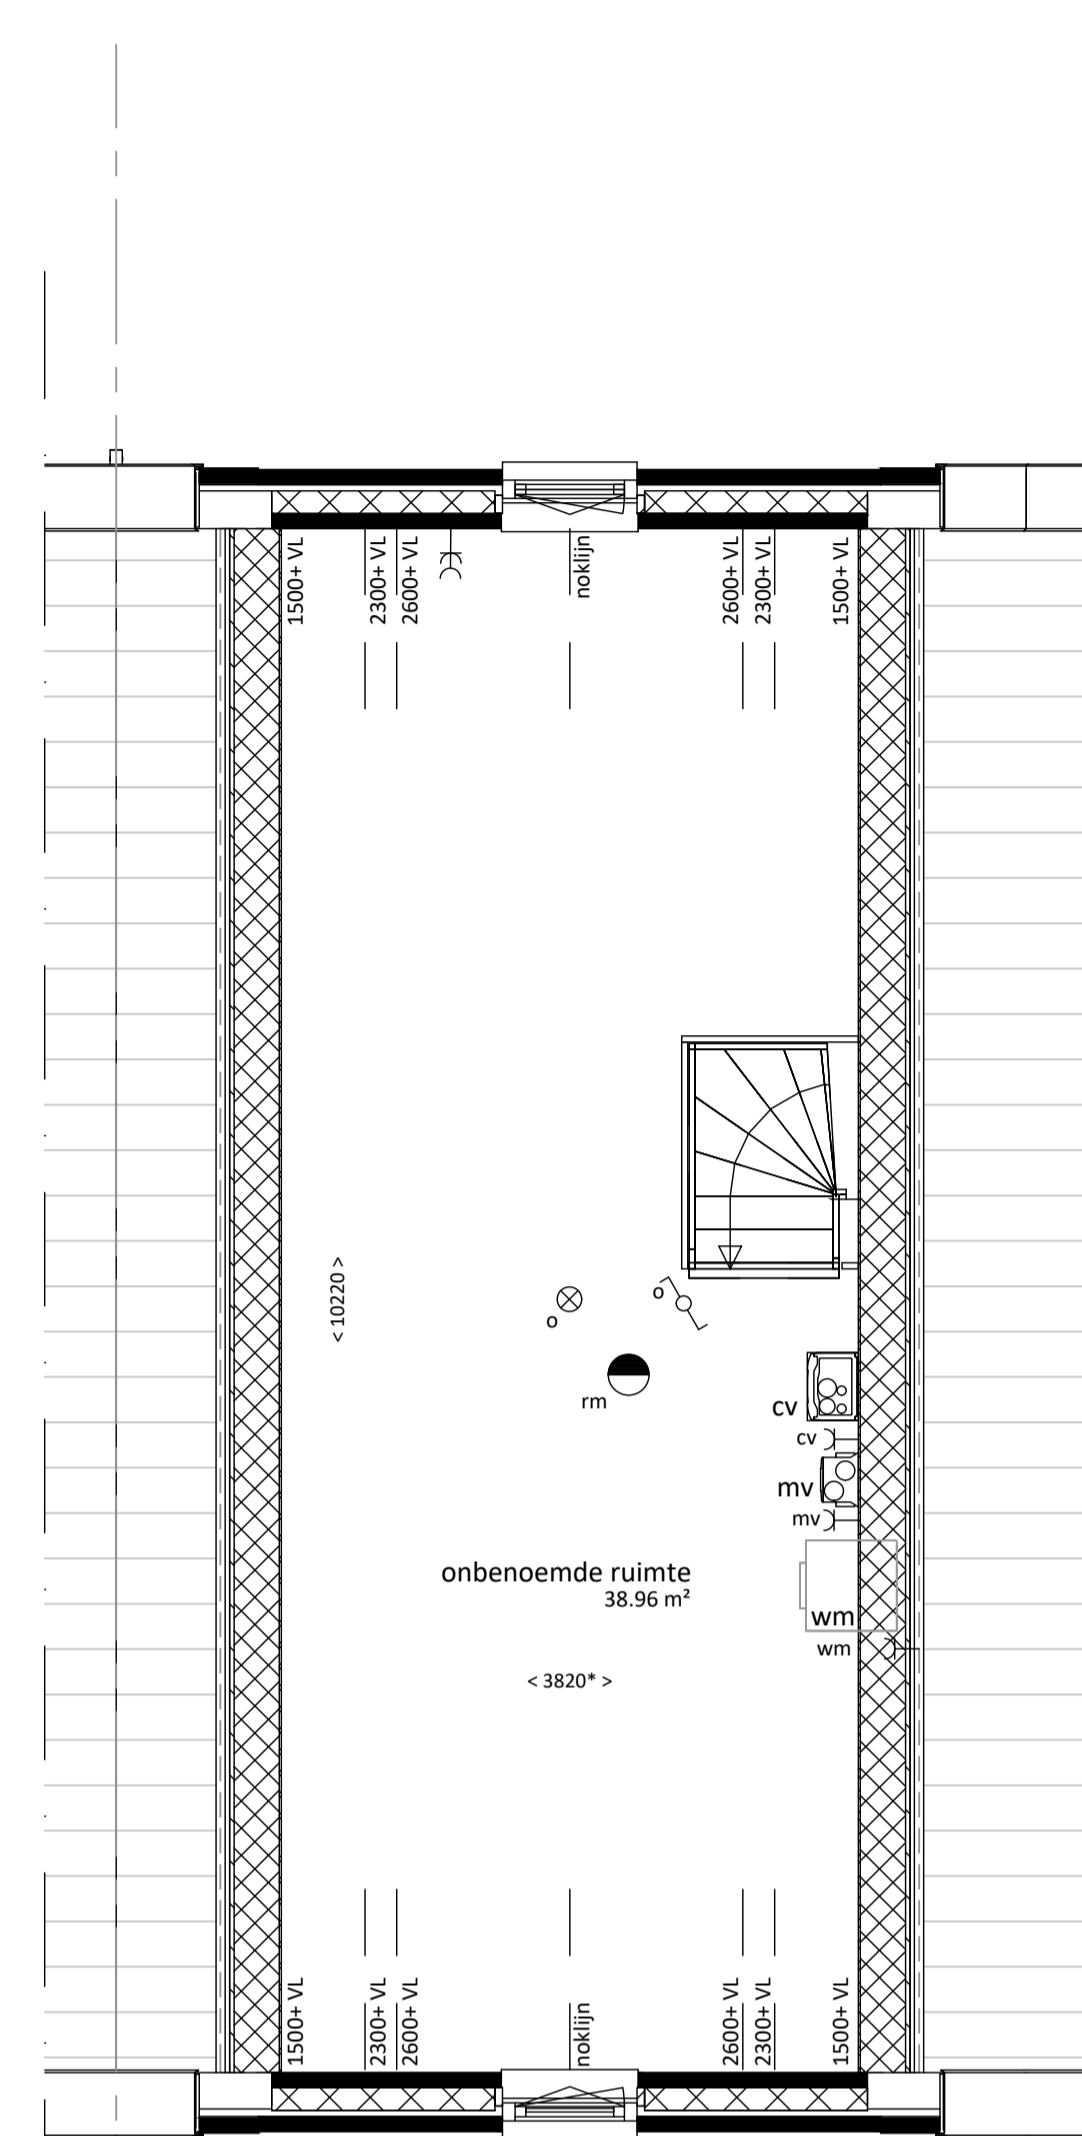 1500+ VL
2300+ VL
2600+ VL
noklijn
2600+ VL
2300+ VL
1500+ VL
< 10220 >
o
o
rm
cv
cv
mv
mv
onbenoemde ruimte
38.96 m²
wm
wm
< 3820* >
1500+ VL
2300+ VL
2600+ VL
noklijn
2600+ VL
2300+ VL
1500+ VL